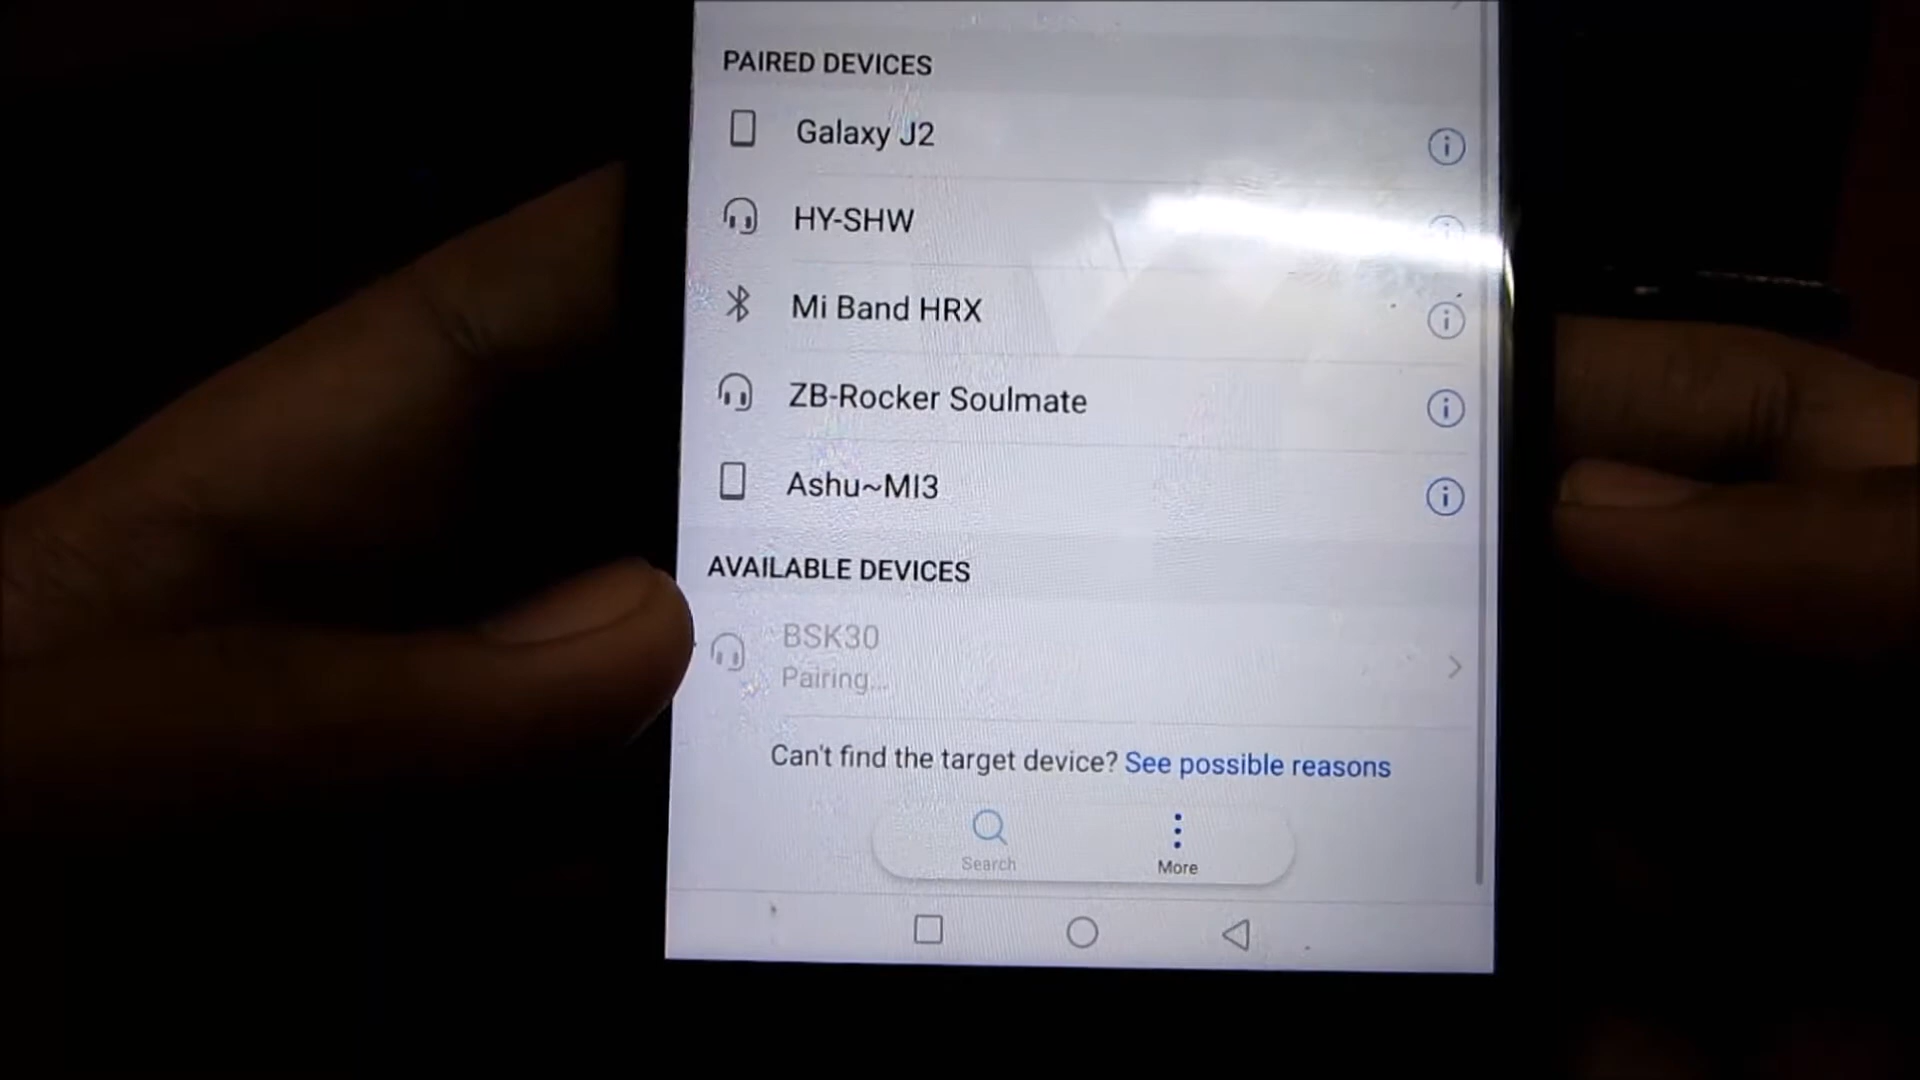 PAIRED DEVICES
Galaxy J2
HY-SHW
Mi Band HRX
ZB-Rocker Soulmate
Ashu~MI3
AVAILABLE DEVICES
BSK30
Pairing...
Can't find the target device? See possible reasons
Search
More